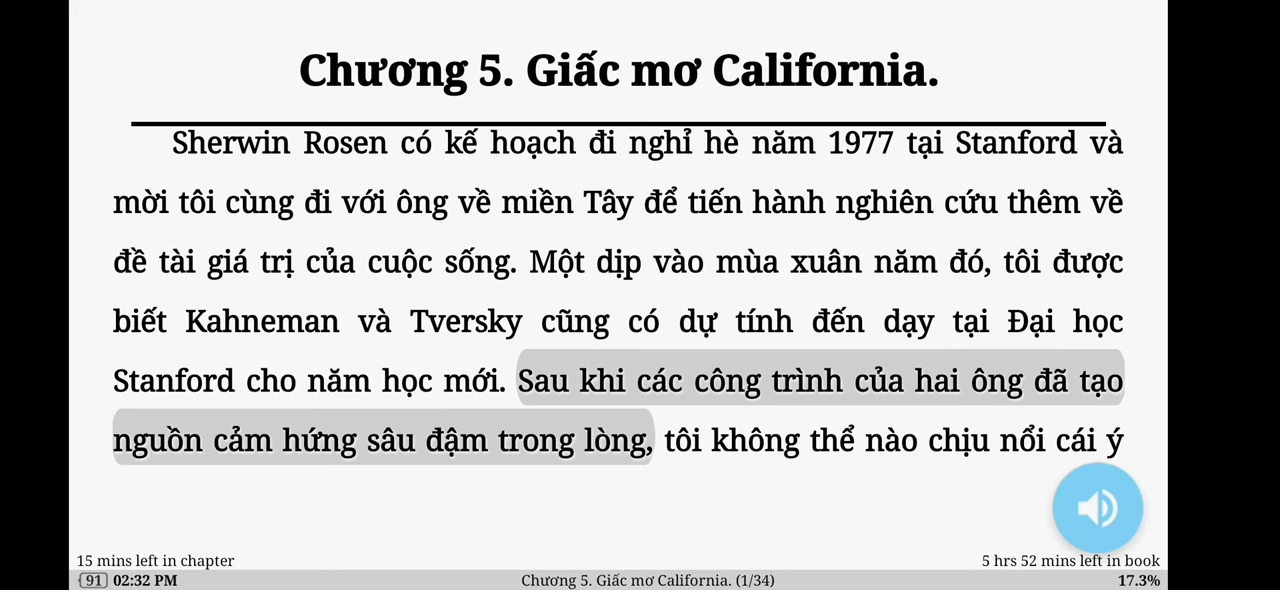 Chương 5. Giấc mơ California.
Sherwin Rosen có kế hoạch đi nghỉ hè năm 1977 tại Stanford và
mời tôi cùng đi với ông về miền Tây để tiến hành nghiên cứu thêm về
đề tài giá trị của cuộc sống. Một dịp vào mùa xuân năm đó, tôi được
biết Kahneman và Tversky cũng có dự tính đến dạy tại Đại học
Stanford cho năm học mới. Sau khi các công trình của hai ông đã tạo
nguồn cảm hứng sâu đậm trong lòng, tôi không thể nào chịu nổi cái ý
15 mins left in chapter
5 hrs 52 mins left in book
91 02:32 PM
Chương 5. Giấc mơ California. (1/34)
17.3%